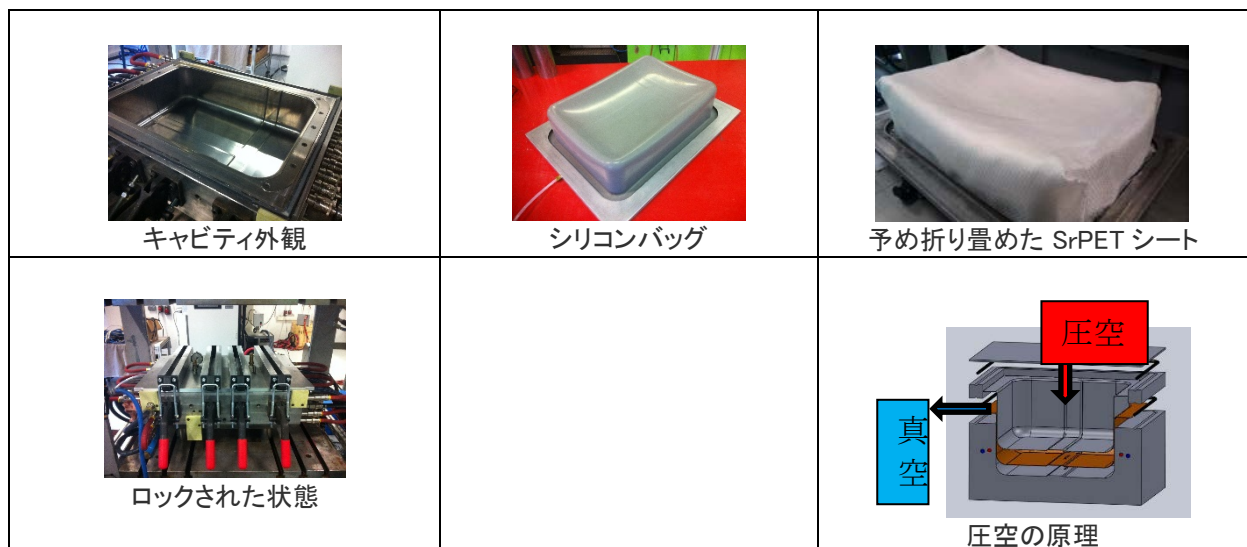 キャビティ外観
シリコンバッグ
予め折り畳めた SrPET シート
ロックされた状態
圧空
真
空
圧空の原理